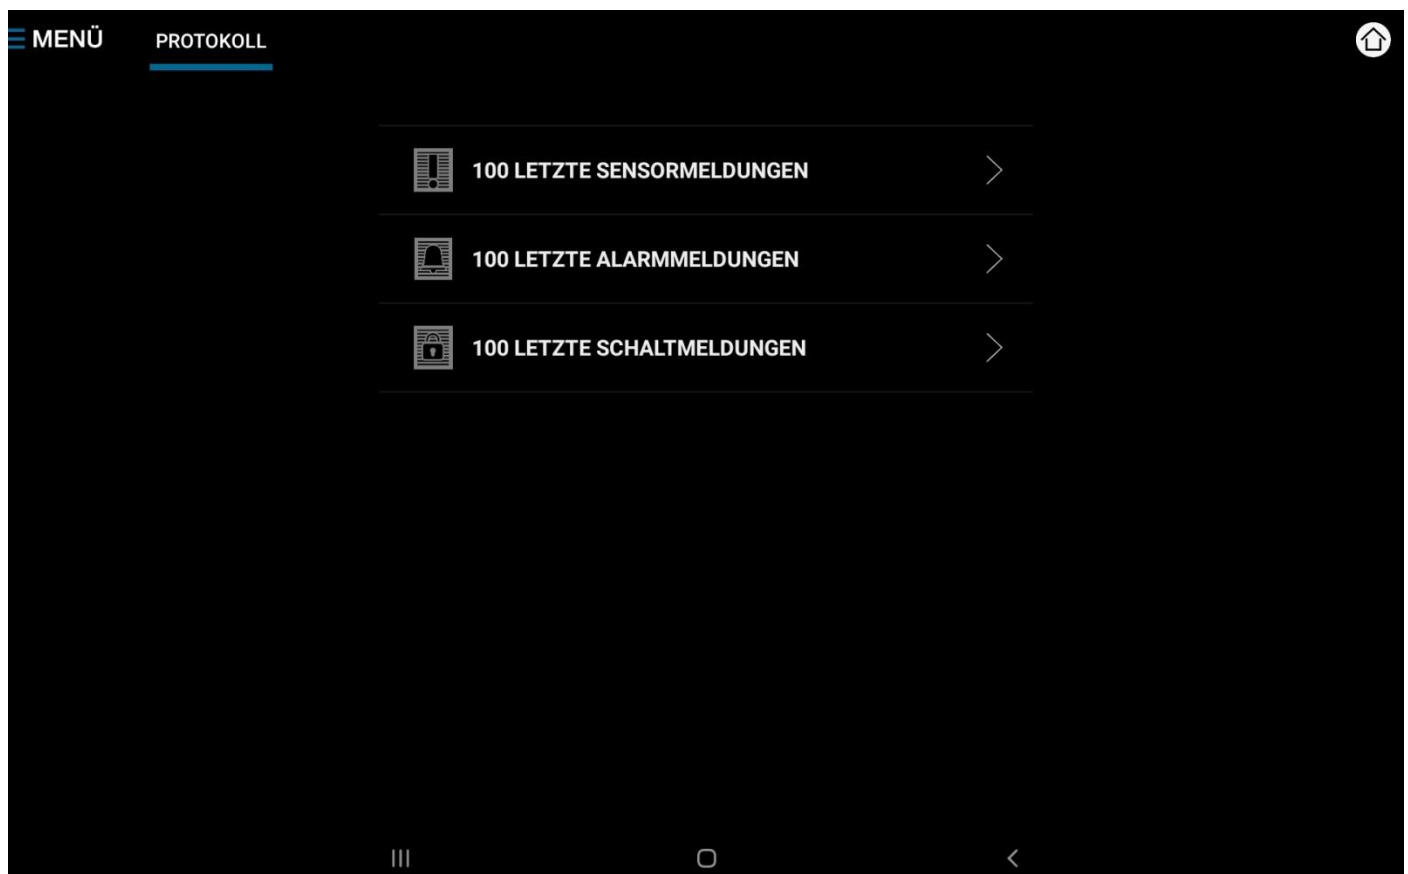 MENÜ
PROTOKOLL
100 LETZTE SENSORMELDUNGEN
100 LETZTE ALARMMELDUNGEN
100 LETZTE SCHALTMELDUNGEN